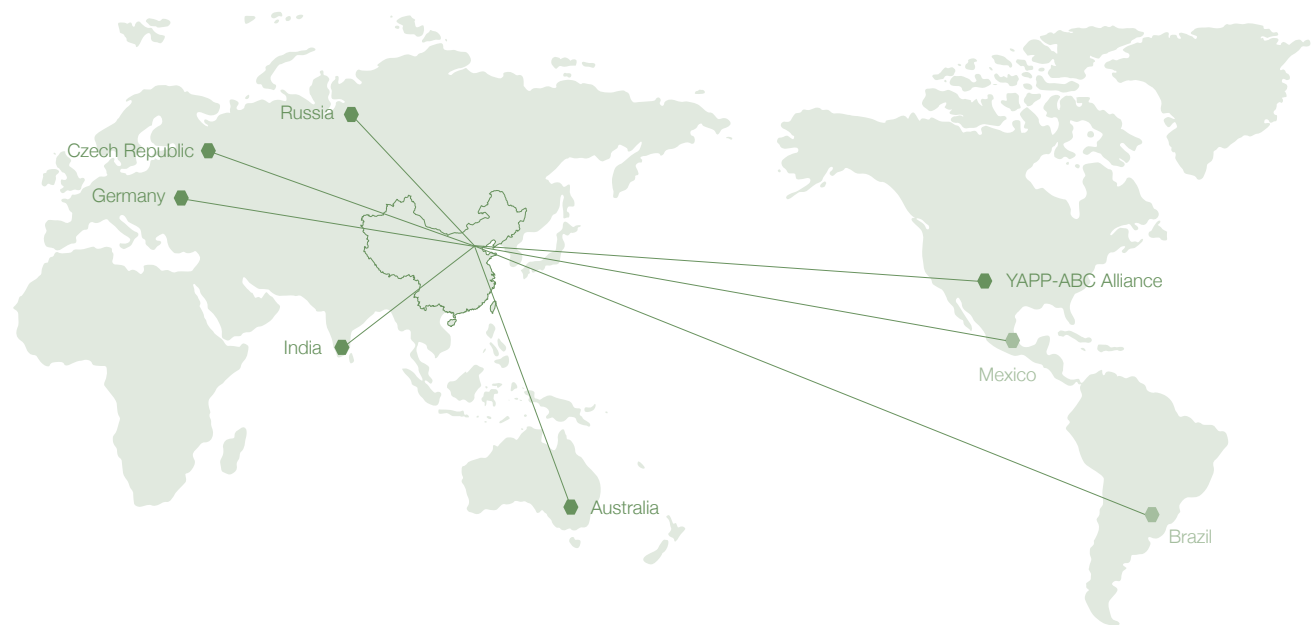 Russia
Czech Republic
Germany
YAPP-ABC Alliance
India
Mexico
Australia
Brazil